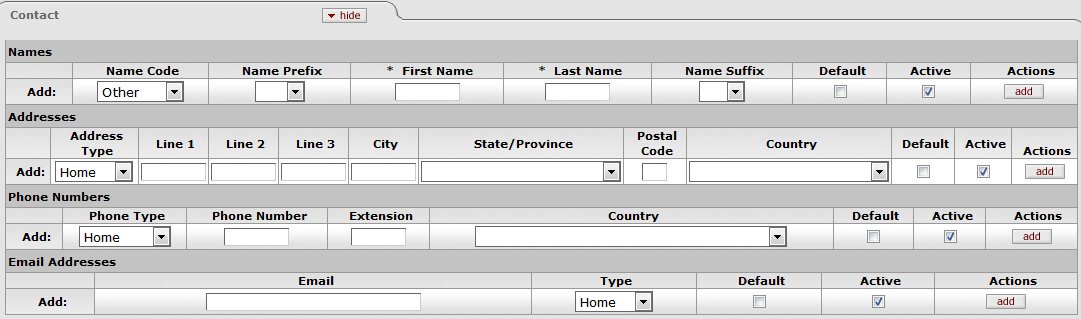 Contact hide
Names
Name Code Name Prefix * First Name * Last Name Name Suffix Default Active Actions
Add: Other add
Addresses
Address Type Line 1 Line 2 Line 3 City State/Province Postal Code Country Default Active Actions
Add: Home add
Phone Numbers
Phone Type Phone Number Extension Country Default Active Actions
Add: Home add
Email Addresses
Email Type Default Active Actions
Add: Home add